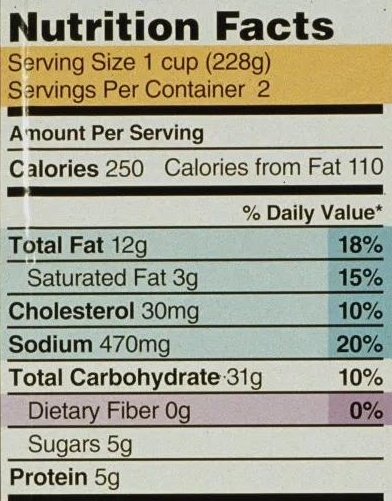 Nutrition Facts
Serving Size 1 cup (228g)
Servings Per Container 2
Amount Per Serving
Calories 250 Calories from Fat 110
% Daily Value*
Total Fat 12g 18%
Saturated Fat 3g 15%
Cholesterol 30mg 10%
Sodium 470mg 20%
Total Carbohydrate 31g 10%
Dietary Fiber 0g 0%
Sugars 5g
Protein 5g